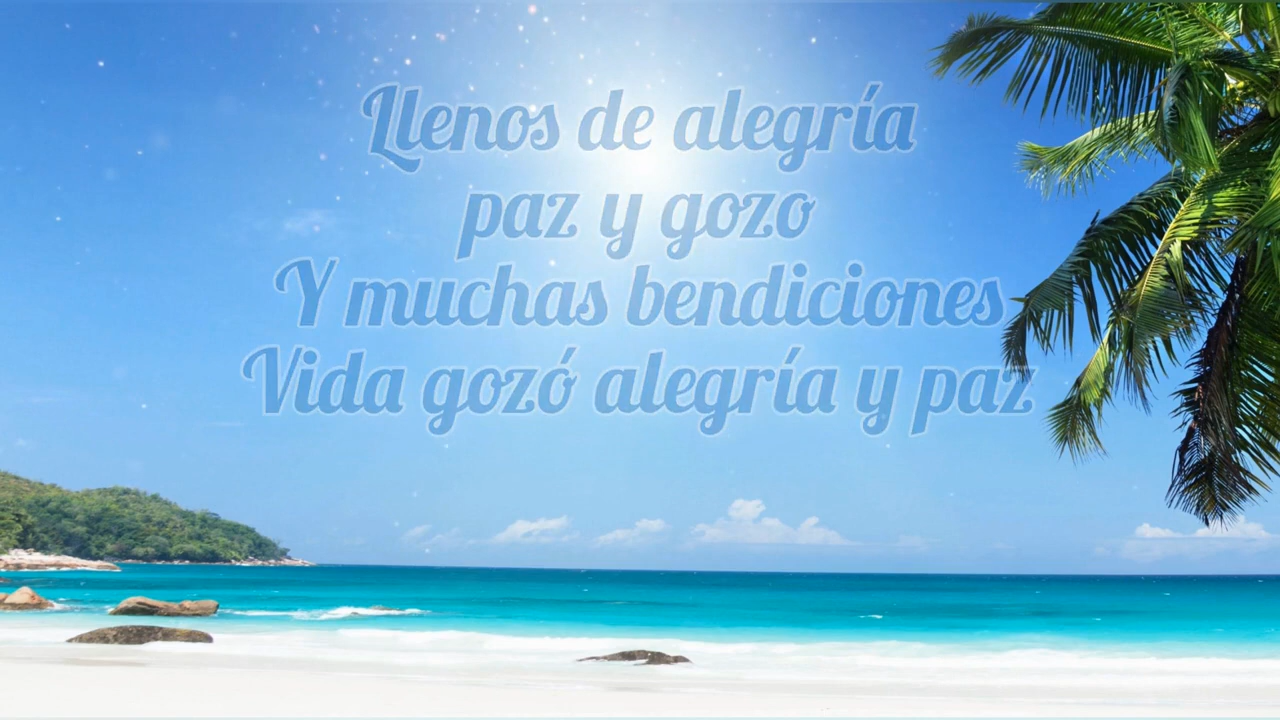 Llenos de alegría
paz y gozo
Y muchas bendiciones
Vida gozó alegría y paz